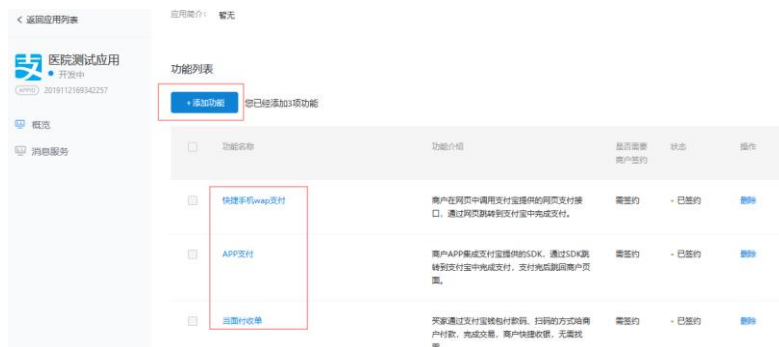 < 返回应用列表
应用简介: 暂无
医院测试应用
开发中
APPID 2019112169342257
概览
消息服务
功能列表
+添加功能
您已经添加3项功能
功能名称 功能介绍 是否需要商户签约 状态 操作
快捷手机wap支付 商户在网页中调用支付宝提供的网页支付接 需签约 已签约 删除
口，通过网页跳转到支付宝中完成支付。
APP支付 商户APP集成支付宝提供的SDK，通过SDK跳 需签约 已签约 删除
转到支付宝中完成支付，支付完后跳回商户页
面。
当面付收单 买家通过支付宝钱包付款码、扫码的方式给商 需签约 已签约 删除
户付款，完成交易，商户快捷收银，无需找